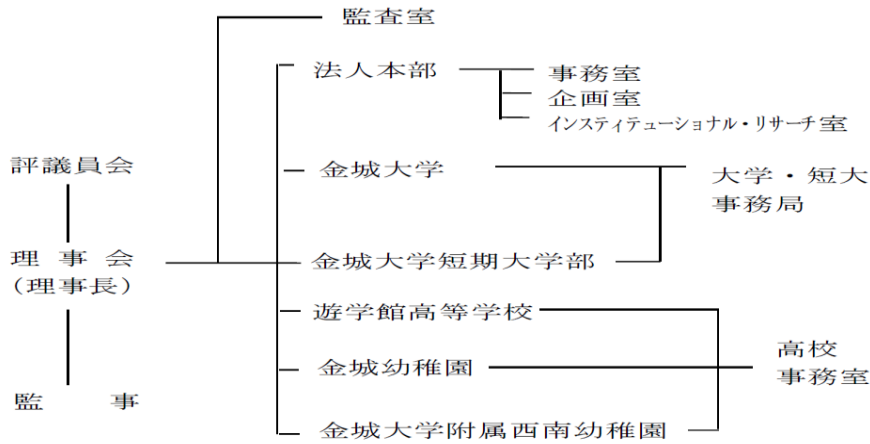 監査室
法人本部
事務室
企画室
インスティテューショナル・リサーチ室
評議員会
金城大学
大学・短大
事務局
理事会
（理事長）
金城大学短期大学部
遊学館高等学校
金城幼稚園
高校
事務室
監事
金城大学附属西南幼稚園